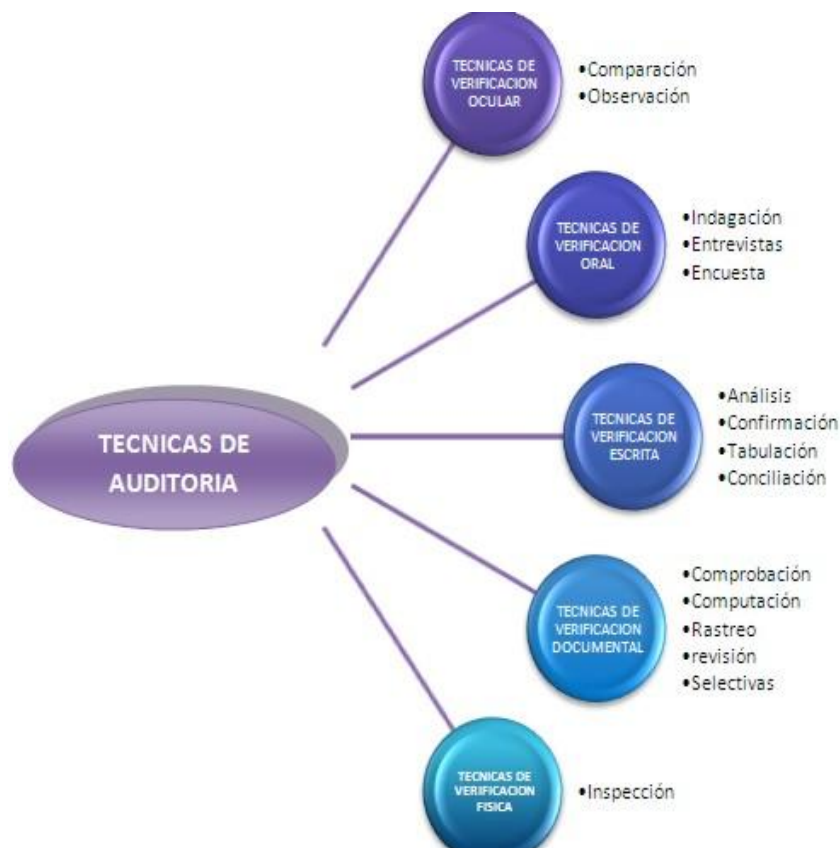 TECNICAS DE
VERIFICACION
OCULAR
•Comparación
•Observación
TECNICAS DE
VERIFICACION
ORAL
•Indagación
•Entrevistas
•Encuesta
TECNICAS DE
AUDITORIA
TECNICAS DE
VERIFICACION
ESCRITA
•Análisis
•Confirmación
•Tabulación
•Conciliación
TECNICAS DE
VERIFICACION
DOCUMENTAL
•Comprobación
•Computación
•Rastreo
•revisión
•Selectivas
TECNICAS DE
VERIFICACION
FISICA
•Inspección